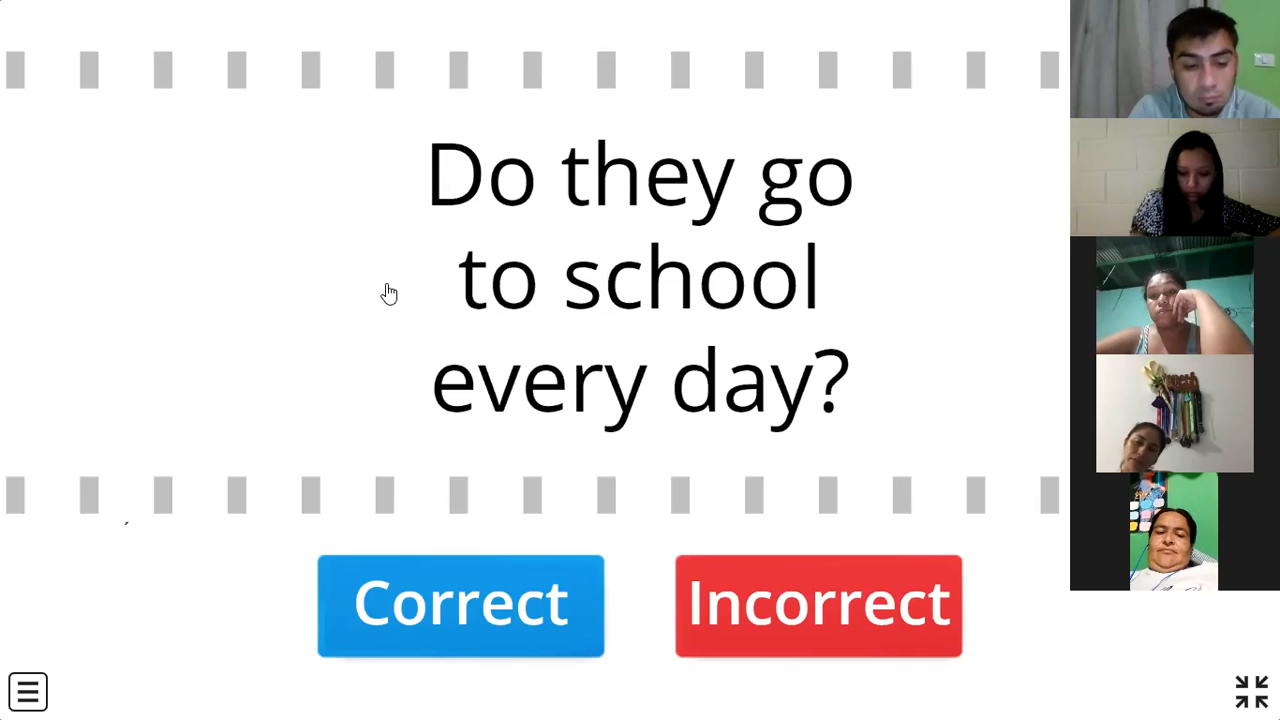 Do they go
to school
every day?
Correct
Incorrect